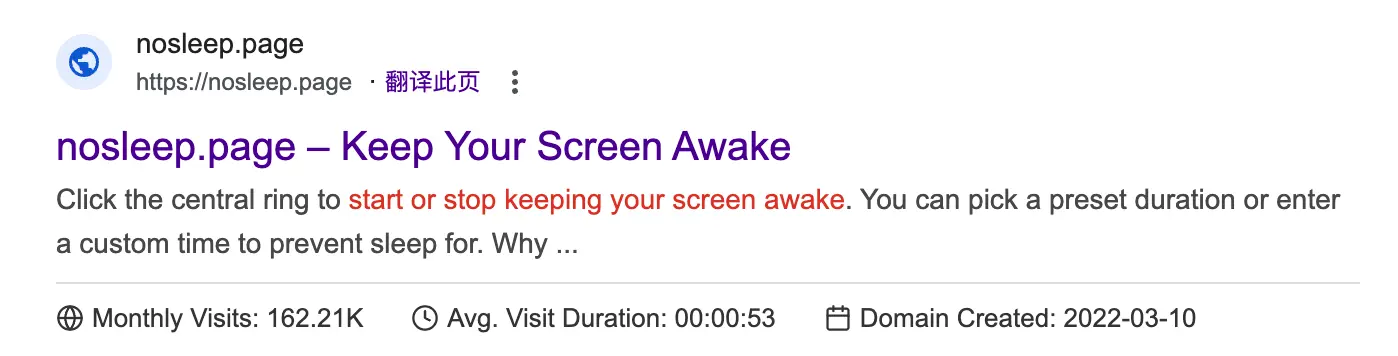 nosleep.page
https://nosleep.page · 翻译此页
nosleep.page – Keep Your Screen Awake
Click the central ring to start or stop keeping your screen awake. You can pick a preset duration or enter
a custom time to prevent sleep for. Why ...
Monthly Visits: 162.21K Avg. Visit Duration: 00:00:53 Domain Created: 2022-03-10